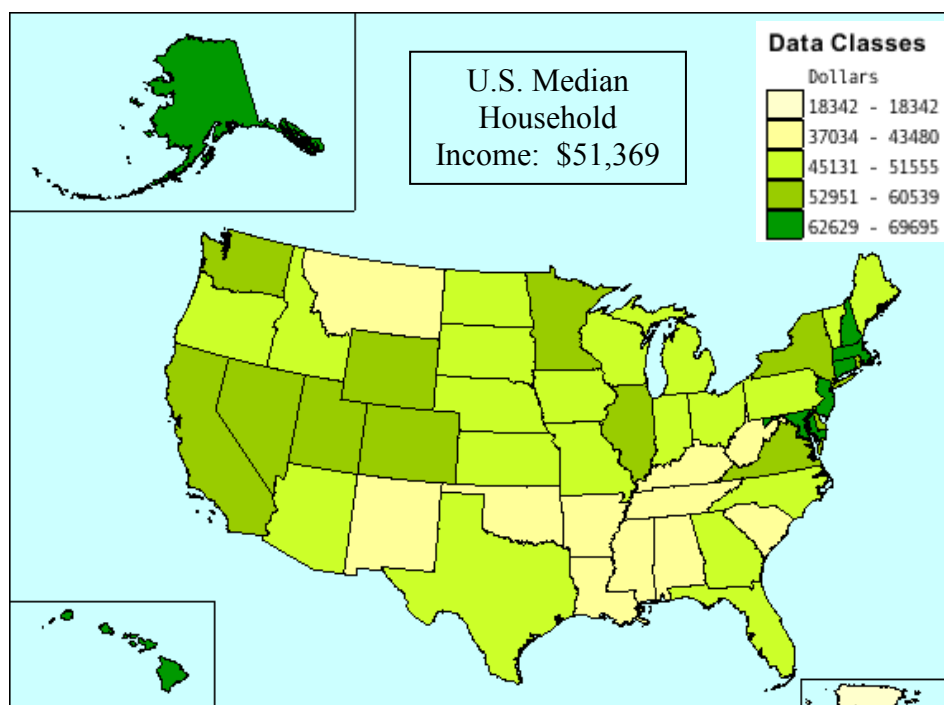 U.S. Median
Household
Income: $51,369
Data Classes
Dollars
18342 - 18342
37034 - 43480
45131 - 51555
52951 - 60539
62629 - 69695